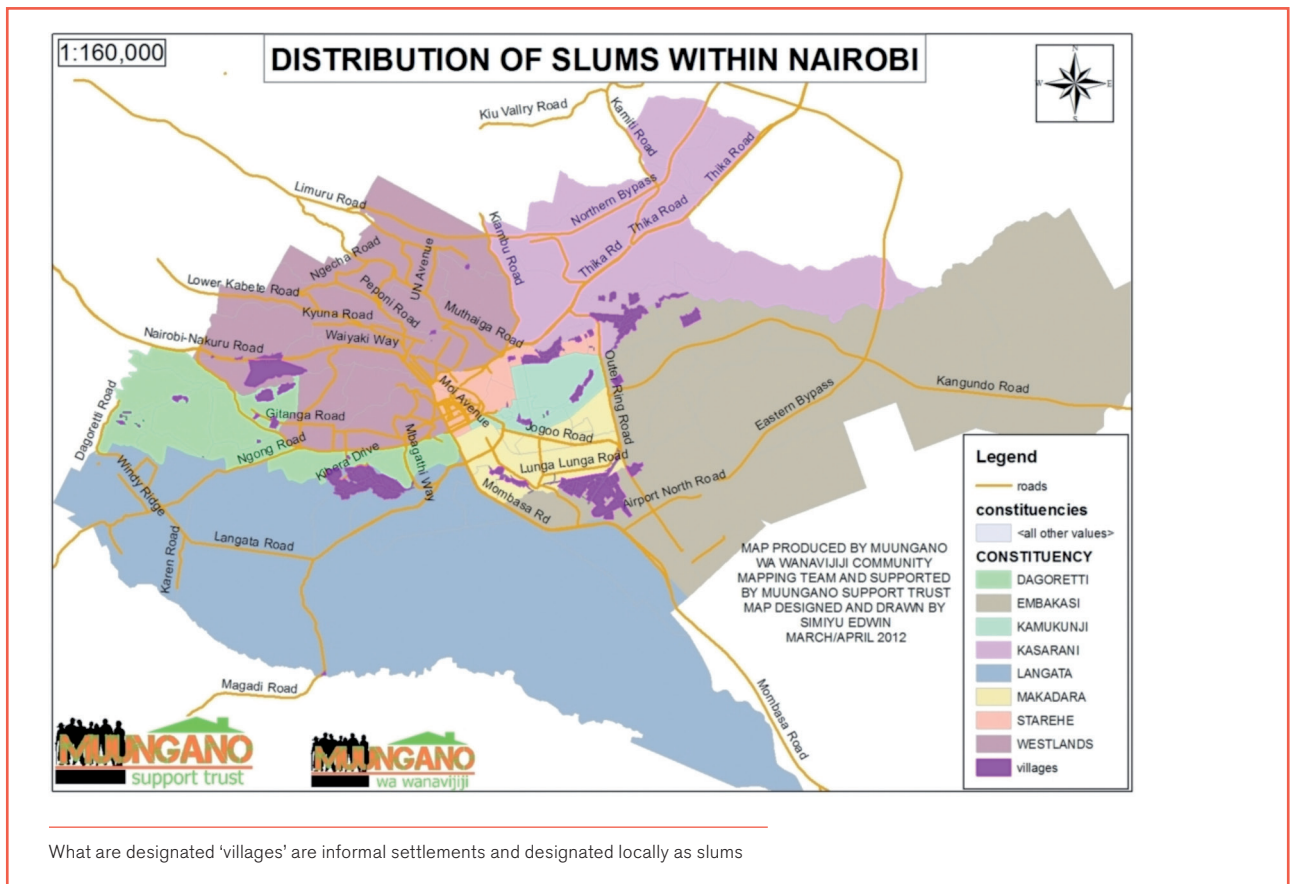 1:160,000
DISTRIBUTION OF SLUMS WITHIN NAIROBI
N
W
E
S
Kiu Vallry Road
Kamiti Road
Thika Road
Limuru Road
Northern Bypass
Thika Road
Kiambu Road
Thika Rd
Ngecha Road
UN Avenue
Lower Kabete Road
Peponi Road
Kyuna Road
Muthaiga Road
Nairobi-Nakuru Road
Waiyaki Way
Outer Ring Road
Kangundo Road
Dagoretti Road
Moi Avenue
Eastern Bypass
Gitanga Road
Jogoo Road
Ngong Road
Mbagathi Way
Kibera Drive
Lunga Lunga Road
Windy Ridge
Airport North Road
Mombasa Rd
Karen Road
Langata Road
Magadi Road
Mombasa Road
MAP PRODUCED BY MUUNGANO
WA WANAVIJIJI COMMUNITY
MAPPING TEAM AND SUPPORTED
BY MUUNGANO SUPPORT TRUST
MAP DESIGNED AND DRAWN BY
SIMIYU EDWIN
MARCH/APRIL 2012
Legend
roads
constituencies
<all other values>
CONSTITUENCY
DAGORETTI
EMBAKASI
KAMUKUNJI
KASARANI
LANGATA
MAKADARA
STAREHE
WESTLANDS
villages
MUUNGANO
support trust
MUUNGANO
wa wanavijiji
What are designated ‘villages’ are informal settlements and designated locally as slums